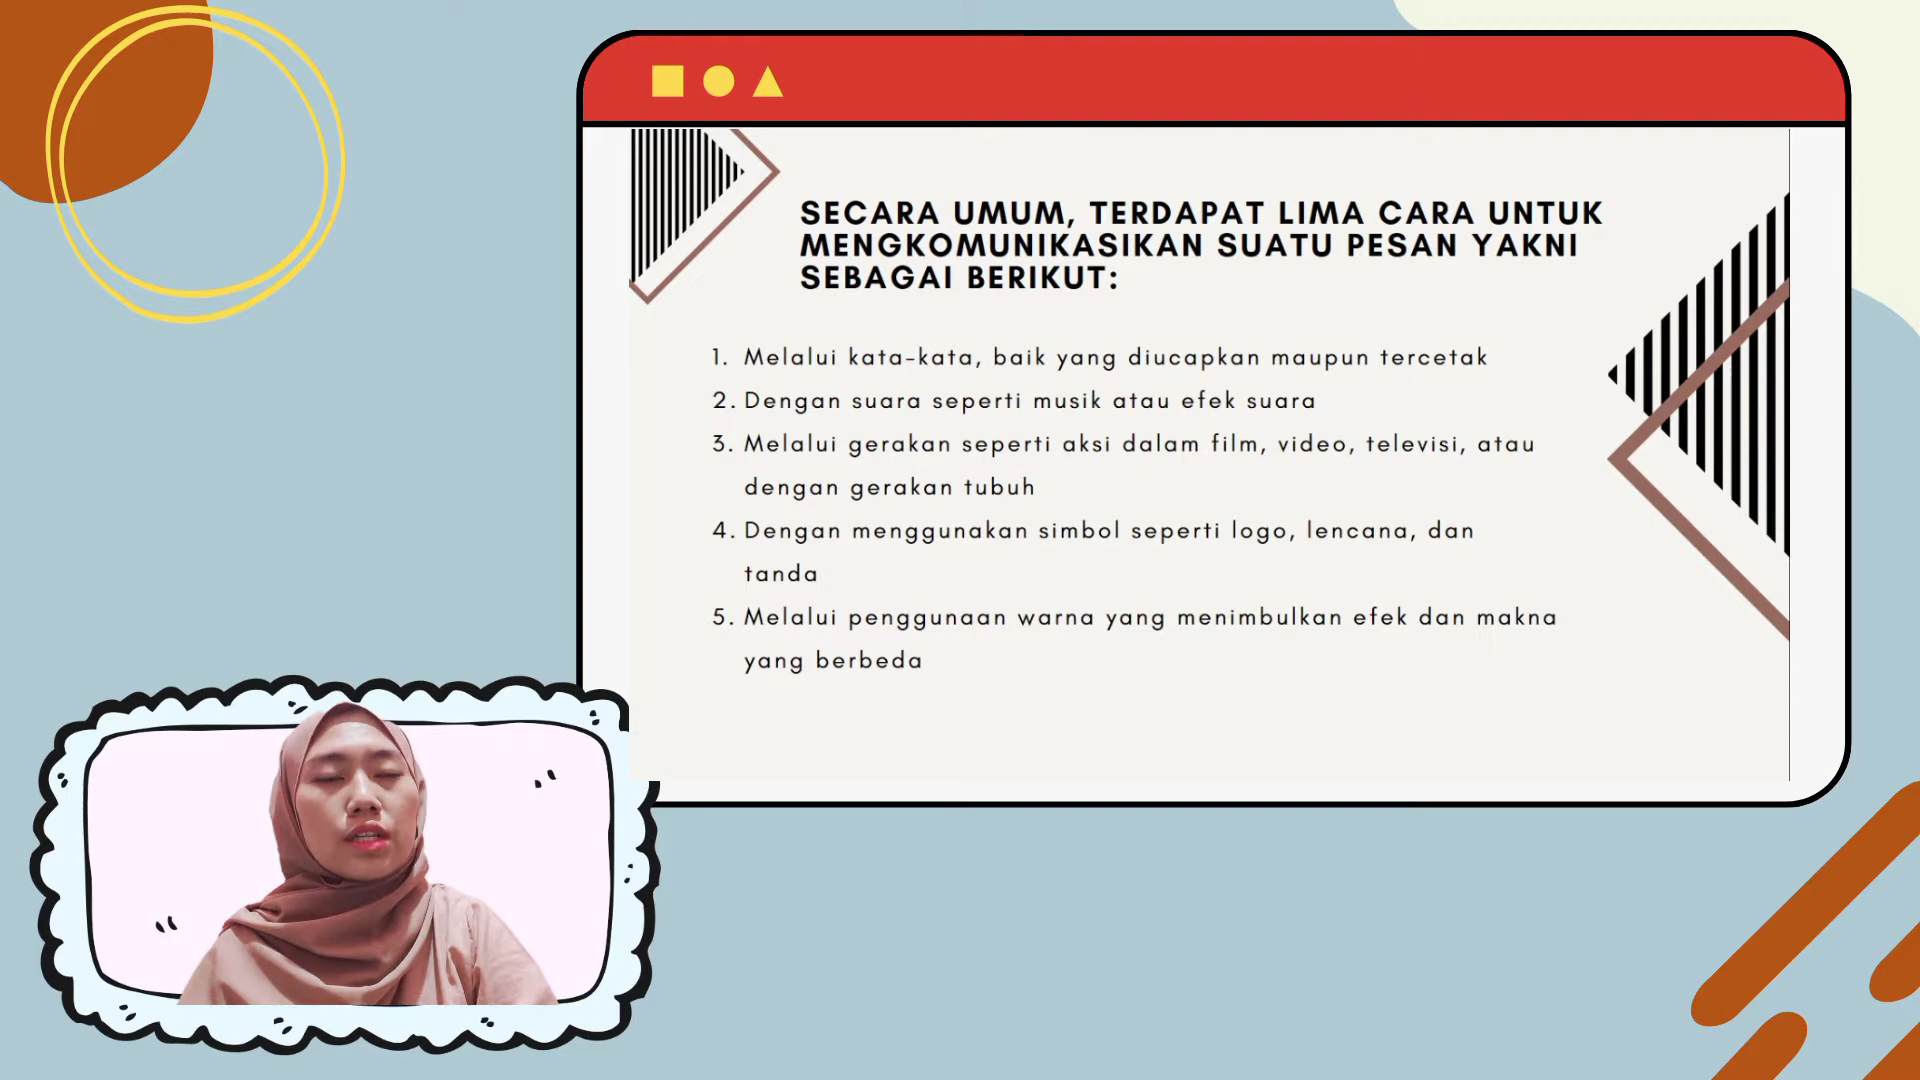 SECARA UMUM, TERDAPAT LIMA CARA UNTUK
MENGKOMUNIKASIKAN SUATU PESAN YAKNI
SEBAGAI BERIKUT:
1. Melalui kata-kata, baik yang diucapkan maupun tercetak
2. Dengan suara seperti musik atau efek suara
3. Melalui gerakan seperti aksi dalam film, video, televisi, atau
dengan gerakan tubuh
4. Dengan menggunakan simbol seperti logo, lencana, dan
tanda
5. Melalui penggunaan warna yang menimbulkan efek dan makna
yang berbeda